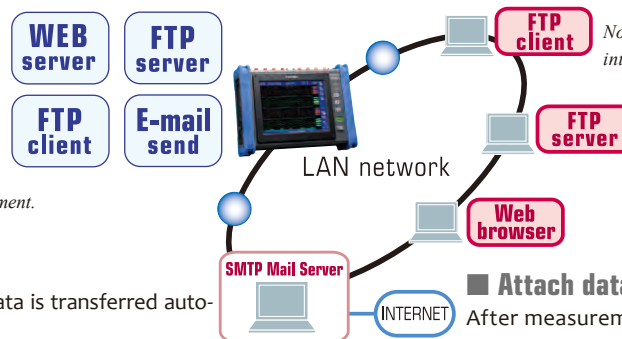 WEB
server
FTP
server
FTP
client
E-mail
send
FTP
client
No
int
LAN network
FTP
server
ment.
Web
browser
SMTP Mail Server
ata is transferred auto-
INTERNET
■ Attach data
After measurem